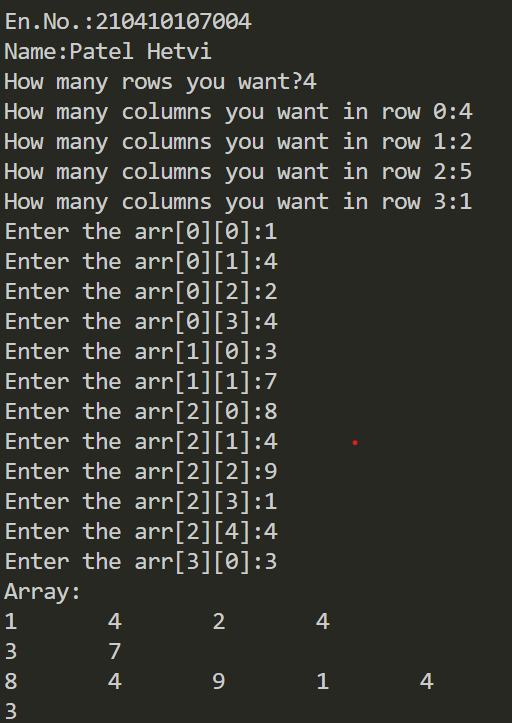 En.No.:210410107004
Name:Patel Hetvi
How many rows you want?4
How many columns you want in row 0:4
How many columns you want in row 1:2
How many columns you want in row 2:5
How many columns you want in row 3:1
Enter the arr[0][0]:1
Enter the arr[0][1]:4
Enter the arr[0][2]:2
Enter the arr[0][3]:4
Enter the arr[1][0]:3
Enter the arr[1][1]:7
Enter the arr[2][0]:8
Enter the arr[2][1]:4
Enter the arr[2][2]:9
Enter the arr[2][3]:1
Enter the arr[2][4]:4
Enter the arr[3][0]:3
Array:
1       4       2       4
3       7
8       4       9       1       4
3